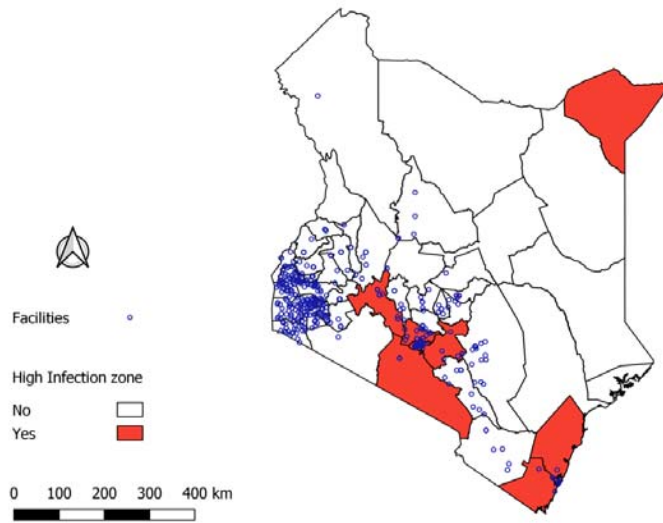 Facilities
High Infection zone
No
Yes
0 100 200 300 400 km